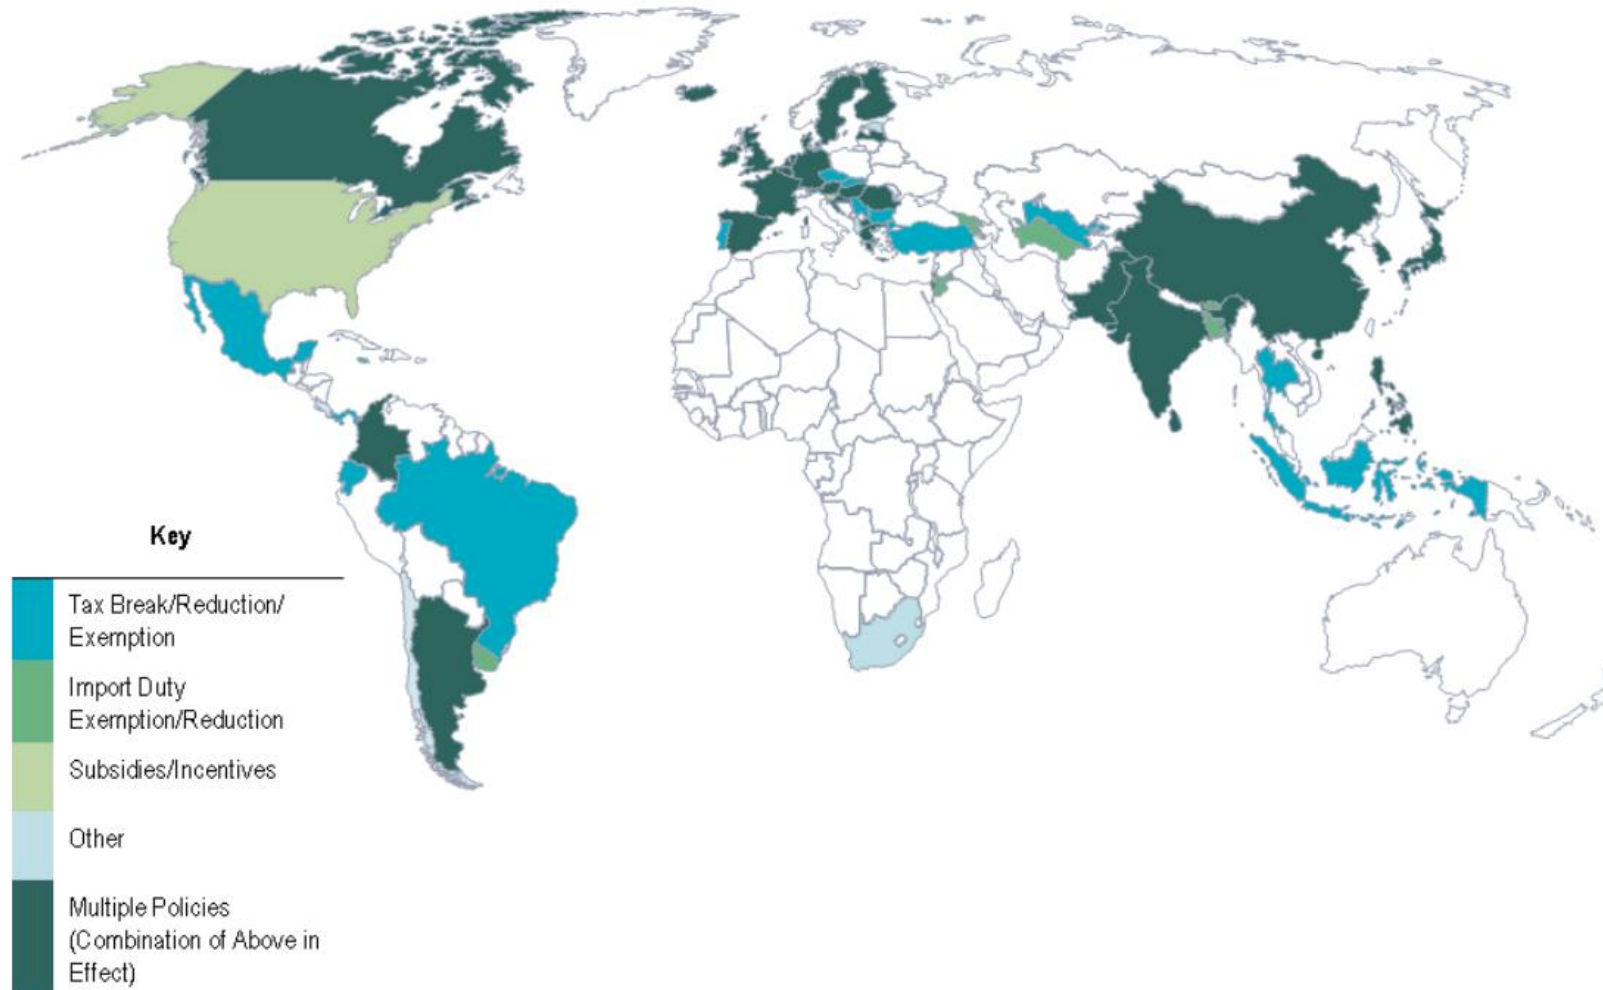 Key
Tax Break/Reduction/
Exemption
Import Duty
Exemption/Reduction
Subsidies/Incentives
Other
Multiple Policies
(Combination of Above in
Effect)